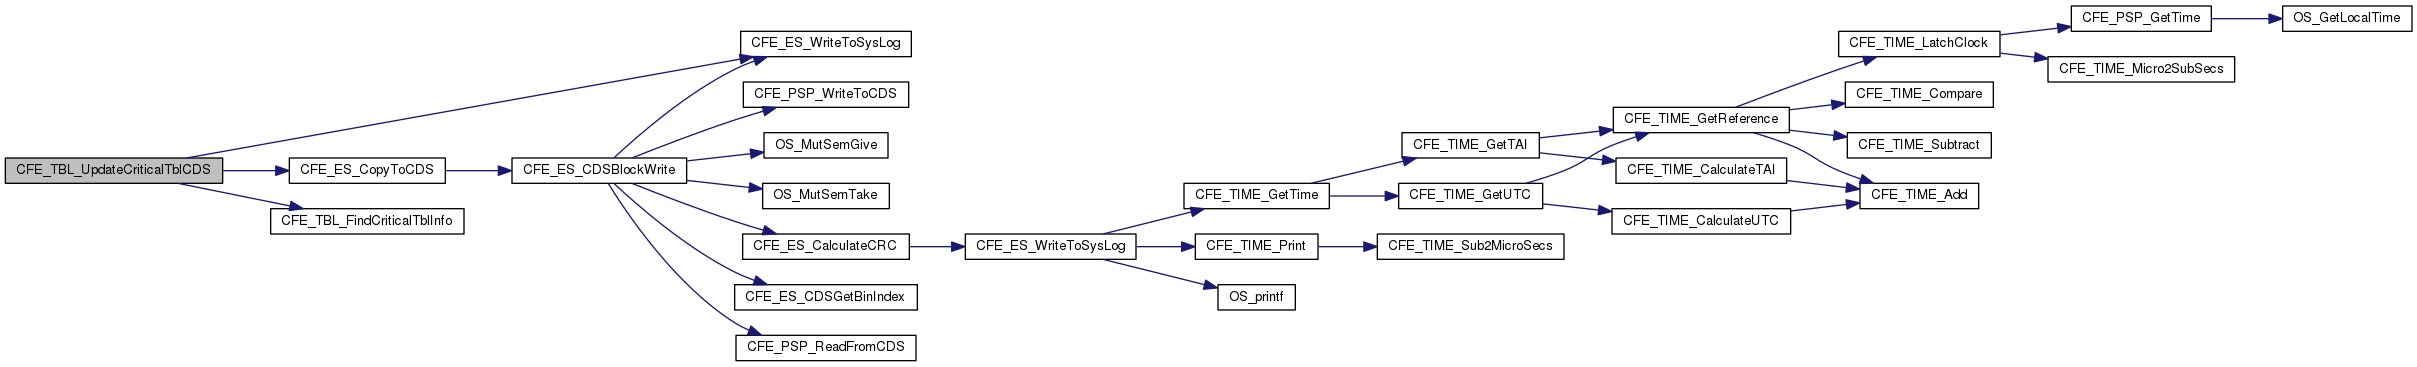 CFE_TBL_UpdateCriticalTblCDS
CFE_ES_CopyToCDS
CFE_TBL_FindCriticalTblInfo
CFE_ES_CDSBlockWrite
CFE_ES_WriteToSysLog
CFE_PSP_WriteToCDS
OS_MutSemGive
OS_MutSemTake
CFE_ES_CalculateCRC
CFE_ES_CDSGetBinIndex
CFE_PSP_ReadFromCDS
CFE_ES_WriteToSysLog
CFE_TIME_GetTime
CFE_TIME_Print
OS_printf
CFE_TIME_GetTAI
CFE_TIME_GetUTC
CFE_TIME_Sub2MicroSecs
CFE_TIME_GetReference
CFE_TIME_CalculateTAI
CFE_TIME_CalculateUTC
CFE_TIME_LatchClock
CFE_TIME_Compare
CFE_TIME_Subtract
CFE_TIME_Add
CFE_PSP_GetTime
CFE_TIME_Micro2SubSecs
OS_GetLocalTime